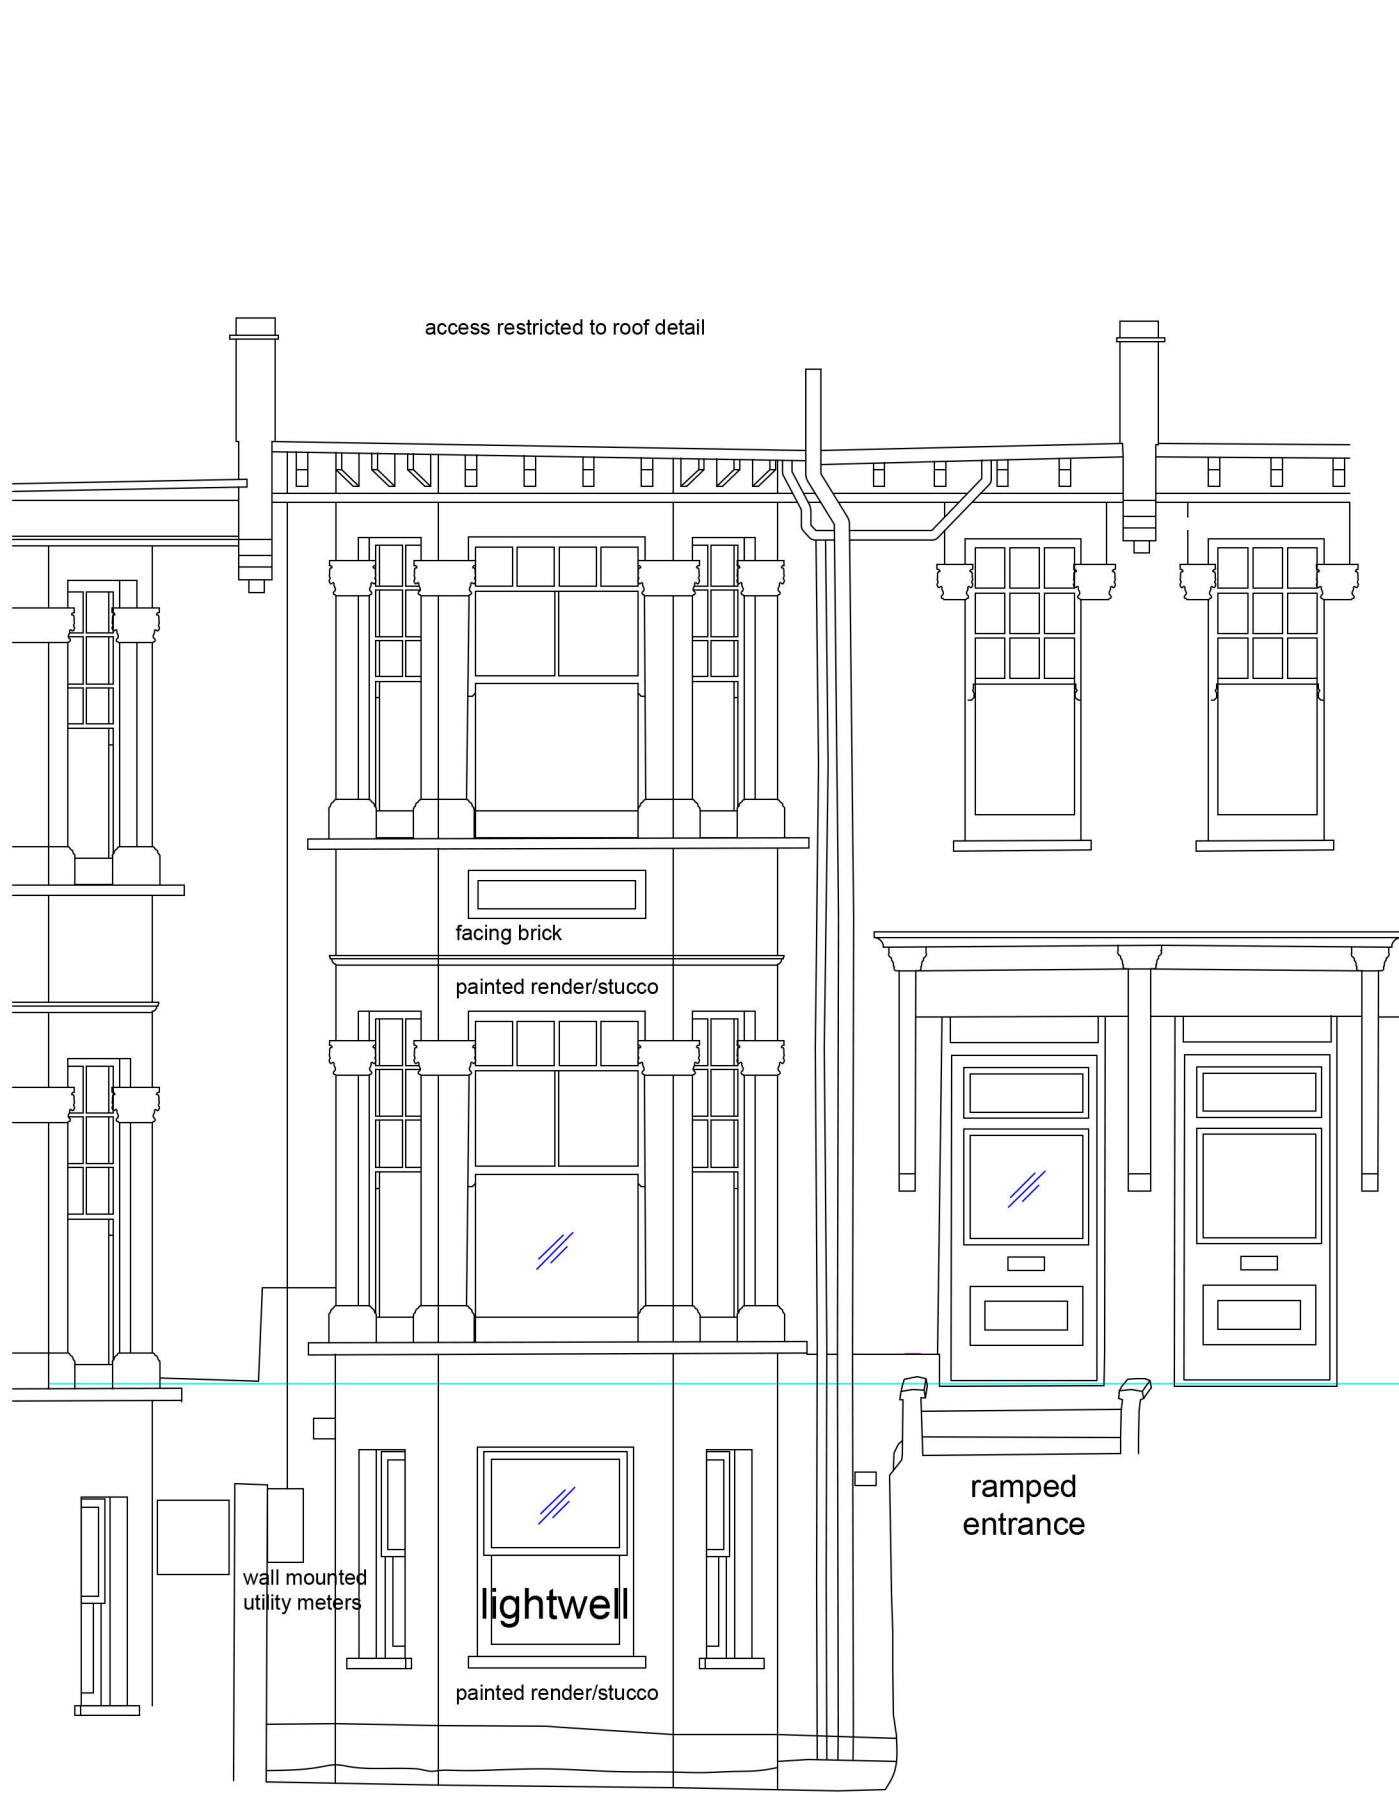 access restricted to roof detail
facing brick
painted render/stucco
ramped
entrance
wall mounted
utility meters
lightwell
painted render/stucco